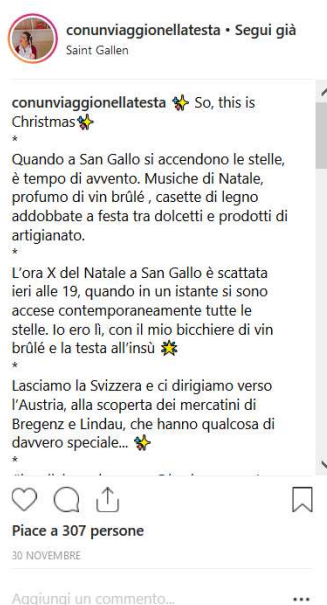 conunviaggionellatesta • Segui già
Saint Gallen
conunviaggionellatesta ✨ So, this is
Christmas✨
*
Quando a San Gallo si accendono le stelle,
è tempo di avvento. Musiche di Natale,
profumo di vin brûlé , casette di legno
addobbate a festa tra dolcetti e prodotti di
artigianato.
*
L'ora X del Natale a San Gallo è scattata
ieri alle 19, quando in un istante si sono
accese contemporaneamente tutte le
stelle. Io ero lì, con il mio bicchiere di vin
brûlé e la testa all'insù 🌟
*
Lasciamo la Svizzera e ci dirigiamo verso
l'Austria, alla scoperta dei mercatini di
Bregenz e Lindau, che hanno qualcosa di
davvero speciale... ✨
*
Piace a 307 persone
30 NOVEMBRE
Aggiungi un commento...